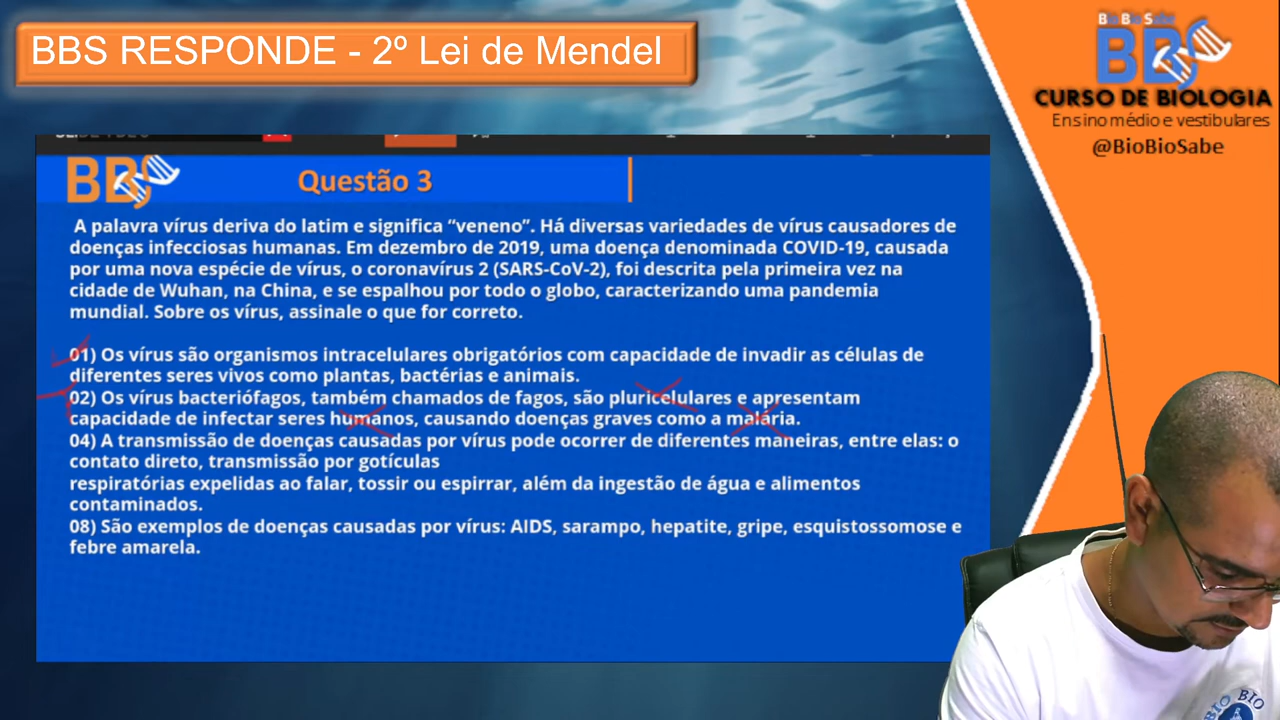 BBS RESPONDE - 2º Lei de Mendel
Bio Bio Sabe
BBS
CURSO DE BIOLOGIA
Ensino médio e vestibulares
@BioBioSabe
BBS
Questão 3
A palavra vírus deriva do latim e significa “veneno”. Há diversas variedades de vírus causadores de
doenças infecciosas humanas. Em dezembro de 2019, uma doença denominada COVID-19, causada
por uma nova espécie de vírus, o coronavírus 2 (SARS-CoV-2), foi descrita pela primeira vez na
cidade de Wuhan, na China, e se espalhou por todo o globo, caracterizando uma pandemia
mundial. Sobre os vírus, assinale o que for correto.
01) Os vírus são organismos intracelulares obrigatórios com capacidade de invadir as células de
diferentes seres vivos como plantas, bactérias e animais.
02) Os vírus bacteriófagos, também chamados de fagos, são pluricelulares e apresentam
capacidade de infectar seres humanos, causando doenças graves como a malária.
04) A transmissão de doenças causadas por vírus pode ocorrer de diferentes maneiras, entre elas: o
contato direto, transmissão por gotículas
respiratórias expelidas ao falar, tossir ou espirrar, além da ingestão de água e alimentos
contaminados.
08) São exemplos de doenças causadas por vírus: AIDS, sarampo, hepatite, gripe, esquistossomose e
febre amarela.
BIO BIO